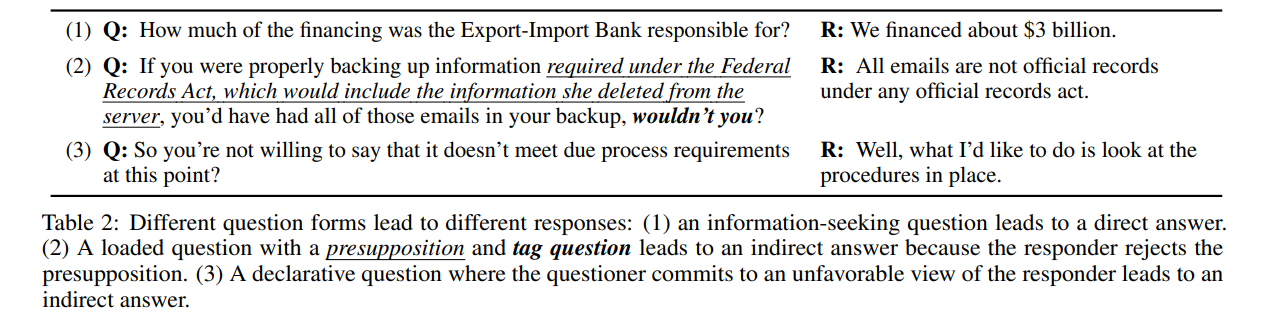 (1) Q: How much of the financing was the Export-Import Bank responsible for? R: We financed about $3 billion.
(2) Q: If you were properly backing up information required under the Federal R: All emails are not official records
Records Act, which would include the information she deleted from the under any official records act.
server, you’d have had all of those emails in your backup, wouldn’t you?
(3) Q: So you’re not willing to say that it doesn’t meet due process requirements R: Well, what I’d like to do is look at the
at this point? procedures in place.
Table 2: Different question forms lead to different responses: (1) an information-seeking question leads to a direct answer.
(2) A loaded question with a presupposition and tag question leads to an indirect answer because the responder rejects the
presupposition. (3) A declarative question where the questioner commits to an unfavorable view of the responder leads to an
indirect answer.